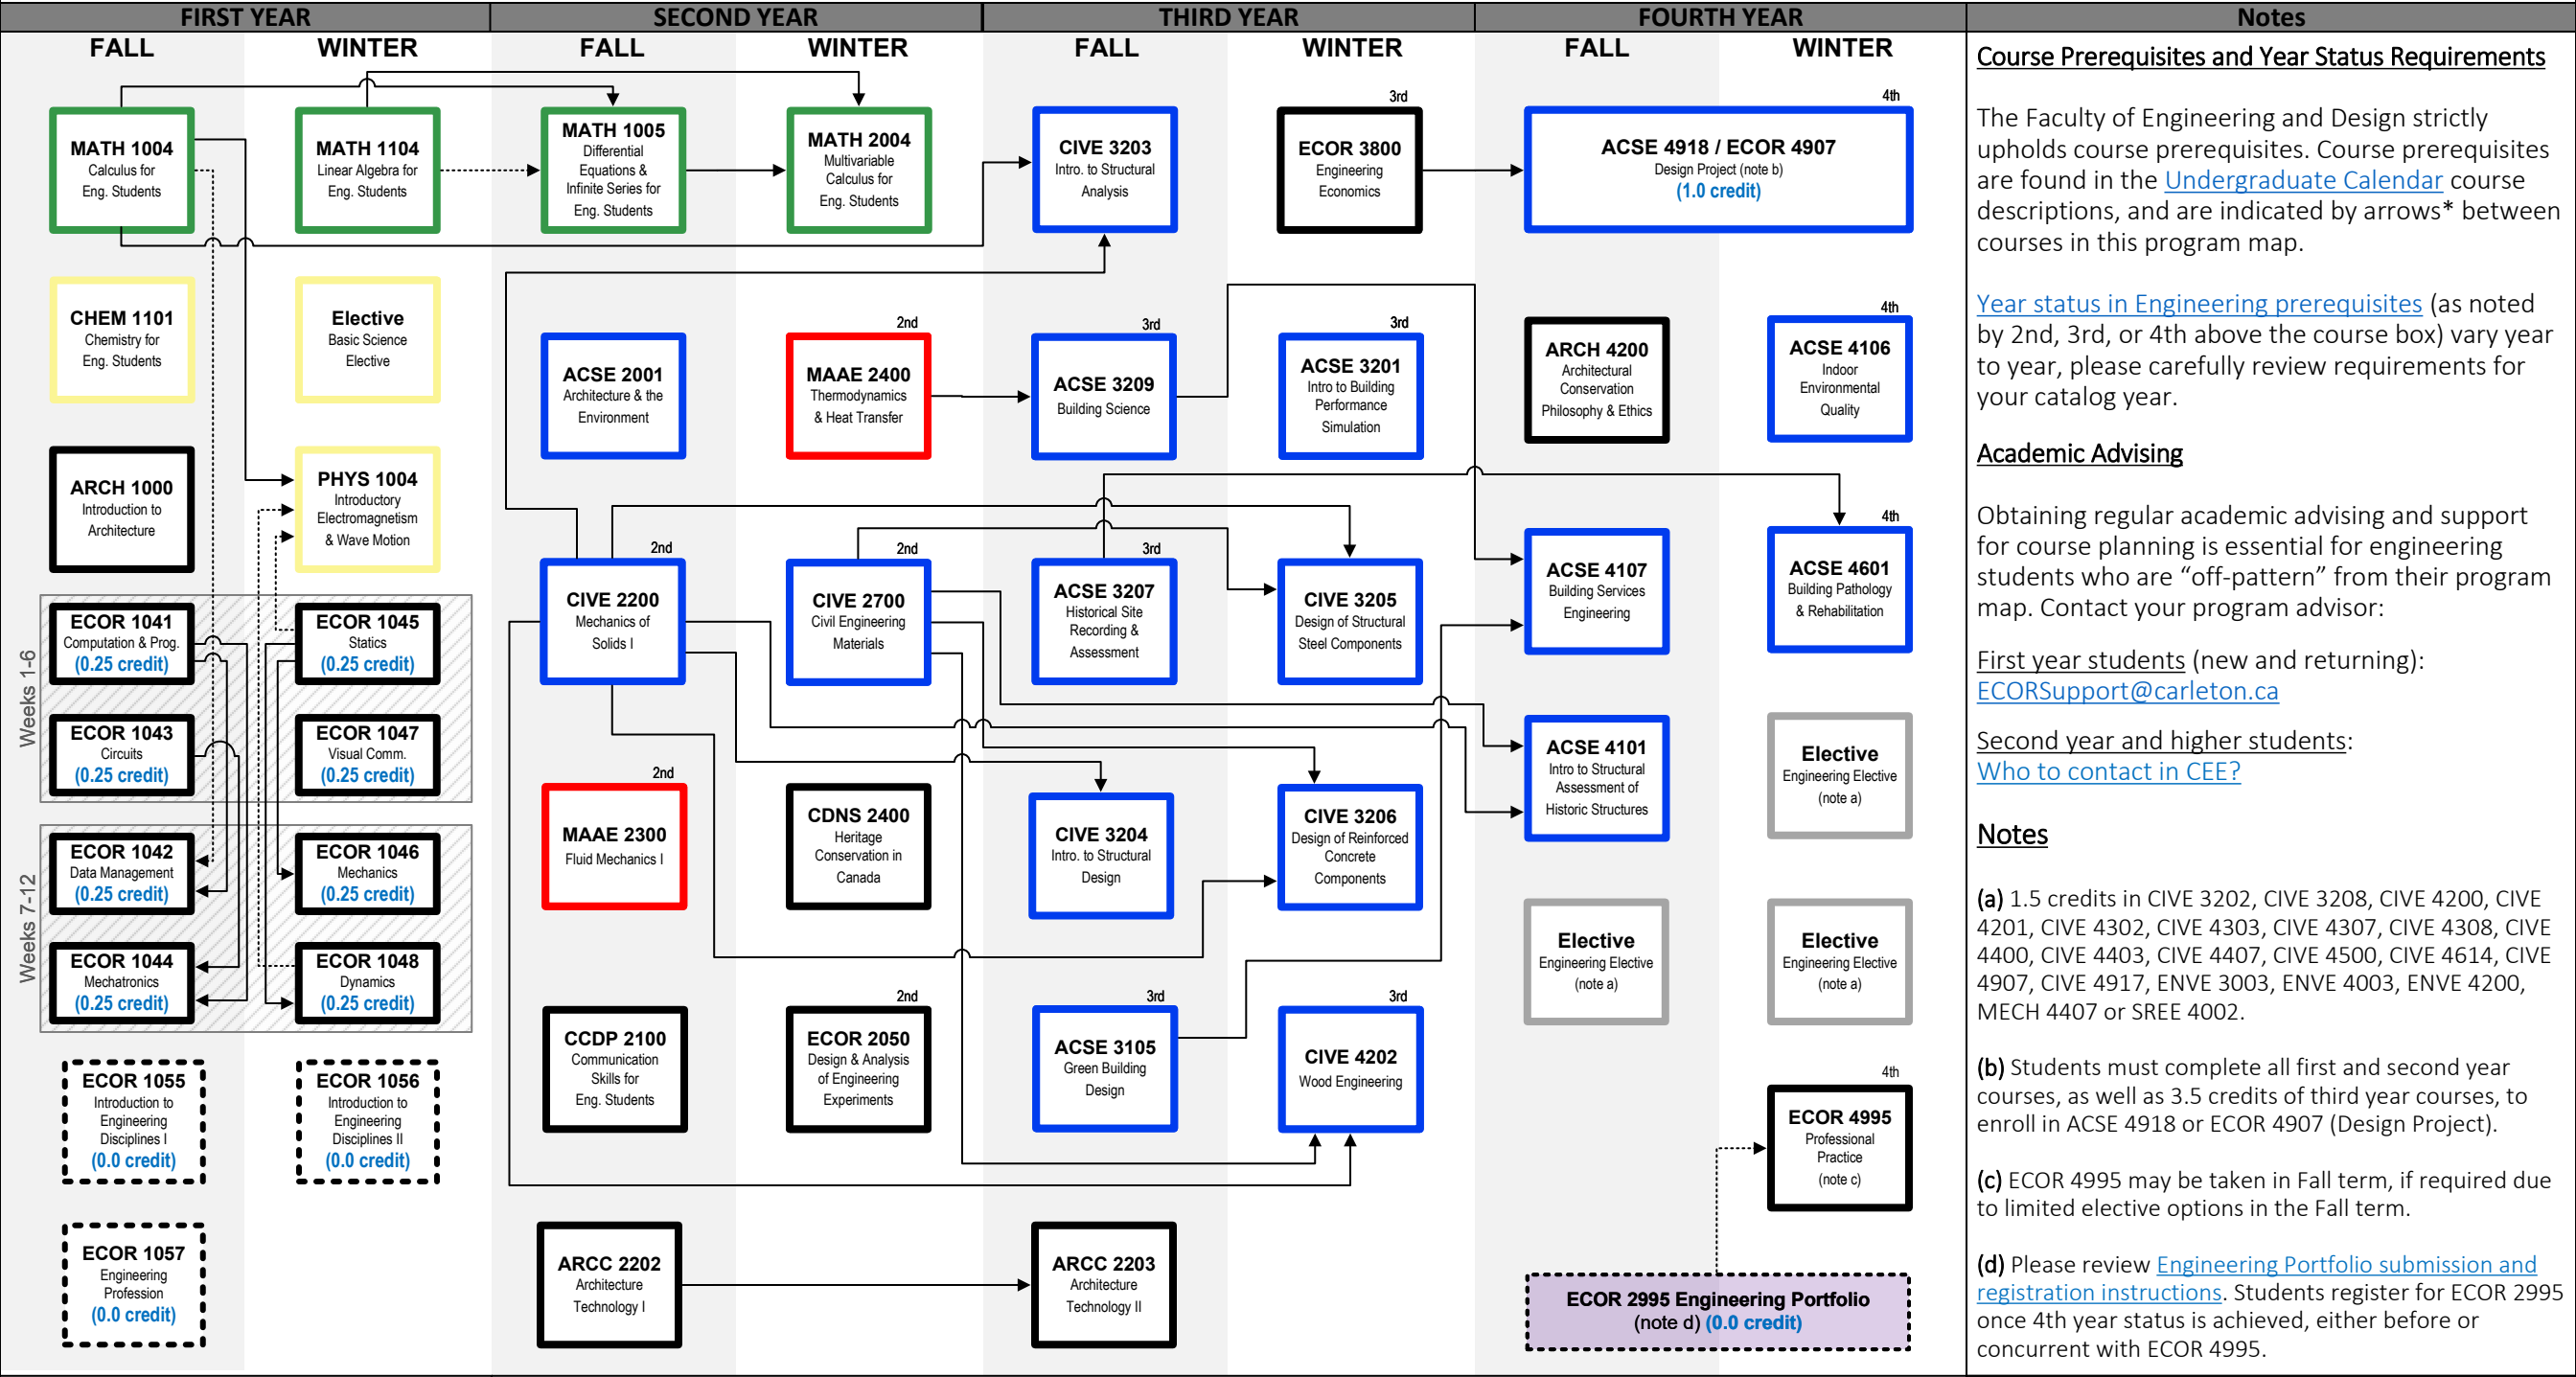 FIRST YEAR
SECOND YEAR
THIRD YEAR
FOURTH YEAR
Notes
FALL
WINTER
FALL
WINTER
FALL
WINTER
FALL
WINTER
MATH 1004
Calculus for
Eng. Students
MATH 1104
Linear Algebra for
Eng. Students
MATH 1005
Differential
Equations &
Infinite Series for
Eng. Students
MATH 2004
Multivariable
Calculus for
Eng. Students
CIVE 3203
Intro. to Structural
Analysis
3rd
ECOR 3800
Engineering
Economics
4th
ACSE 4918 / ECOR 4907
Design Project (note b)
(1.0 credit)
CHEM 1101
Chemistry for
Eng. Students
Elective
Basic Science
Elective
ACSE 2001
Architecture & the
Environment
2nd
MAAE 2400
Thermodynamics
& Heat Transfer
3rd
ACSE 3209
Building Science
3rd
ACSE 3201
Intro to Building
Performance
Simulation
ARCH 4200
Architectural
Conservation
Philosophy & Ethics
4th
ACSE 4106
Indoor
Environmental
Quality
ARCH 1000
Introduction to
Architecture
PHYS 1004
Introductory
Electromagnetism
& Wave Motion
2nd
CIVE 2200
Mechanics of
Solids I
2nd
CIVE 2700
Civil Engineering
Materials
3rd
ACSE 3207
Historical Site
Recording &
Assessment
CIVE 3205
Design of Structural
Steel Components
ACSE 4107
Building Services
Engineering
4th
ACSE 4601
Building Pathology
& Rehabilitation
Weeks 1-6
ECOR 1041
Computation & Prog.
(0.25 credit)
ECOR 1045
Statics
(0.25 credit)
ECOR 1043
Circuits
(0.25 credit)
ECOR 1047
Visual Comm.
(0.25 credit)
2nd
MAAE 2300
Fluid Mechanics I
CDNS 2400
Heritage
Conservation in
Canada
CIVE 3204
Intro. to Structural
Design
CIVE 3206
Design of Reinforced
Concrete
Components
ACSE 4101
Intro to Structural
Assessment of
Historic Structures
Elective
Engineering Elective
(note a)
Weeks 7-12
ECOR 1042
Data Management
(0.25 credit)
ECOR 1046
Mechanics
(0.25 credit)
ECOR 1044
Mechatronics
(0.25 credit)
ECOR 1048
Dynamics
(0.25 credit)
Elective
Engineering Elective
(note a)
Elective
Engineering Elective
(note a)
CCDP 2100
Communication
Skills for
Eng. Students
2nd
ECOR 2050
Design & Analysis
of Engineering
Experiments
3rd
ACSE 3105
Green Building
Design
3rd
CIVE 4202
Wood Engineering
ECOR 1055
Introduction to
Engineering
Disciplines I
(0.0 credit)
ECOR 1056
Introduction to
Engineering
Disciplines II
(0.0 credit)
4th
ECOR 4995
Professional
Practice
(note c)
ECOR 1057
Engineering
Profession
(0.0 credit)
ARCC 2202
Architecture
Technology I
ARCC 2203
Architecture
Technology II
ECOR 2995 Engineering Portfolio
(note d) (0.0 credit)
Course Prerequisites and Year Status Requirements
The Faculty of Engineering and Design strictly
upholds course prerequisites. Course prerequisites
are found in the Undergraduate Calendar course
descriptions, and are indicated by arrows* between
courses in this program map.
Year status in Engineering prerequisites (as noted
by 2nd, 3rd, or 4th above the course box) vary year
to year, please carefully review requirements for
your catalog year.
Academic Advising
Obtaining regular academic advising and support
for course planning is essential for engineering
students who are “off-pattern” from their program
map. Contact your program advisor:
First year students (new and returning):
ECORSupport@carleton.ca
Second year and higher students:
Who to contact in CEE?
Notes
(a) 1.5 credits in CIVE 3202, CIVE 3208, CIVE 4200, CIVE
4201, CIVE 4302, CIVE 4303, CIVE 4307, CIVE 4308, CIVE
4400, CIVE 4403, CIVE 4407, CIVE 4500, CIVE 4614, CIVE
4907, CIVE 4917, ENVE 3003, ENVE 4003, ENVE 4200,
MECH 4407 or SREE 4002.
(b) Students must complete all first and second year
courses, as well as 3.5 credits of third year courses, to
enroll in ACSE 4918 or ECOR 4907 (Design Project).
(c) ECOR 4995 may be taken in Fall term, if required due
to limited elective options in the Fall term.
(d) Please review Engineering Portfolio submission and
registration instructions. Students register for ECOR 2995
once 4th year status is achieved, either before or
concurrent with ECOR 4995.